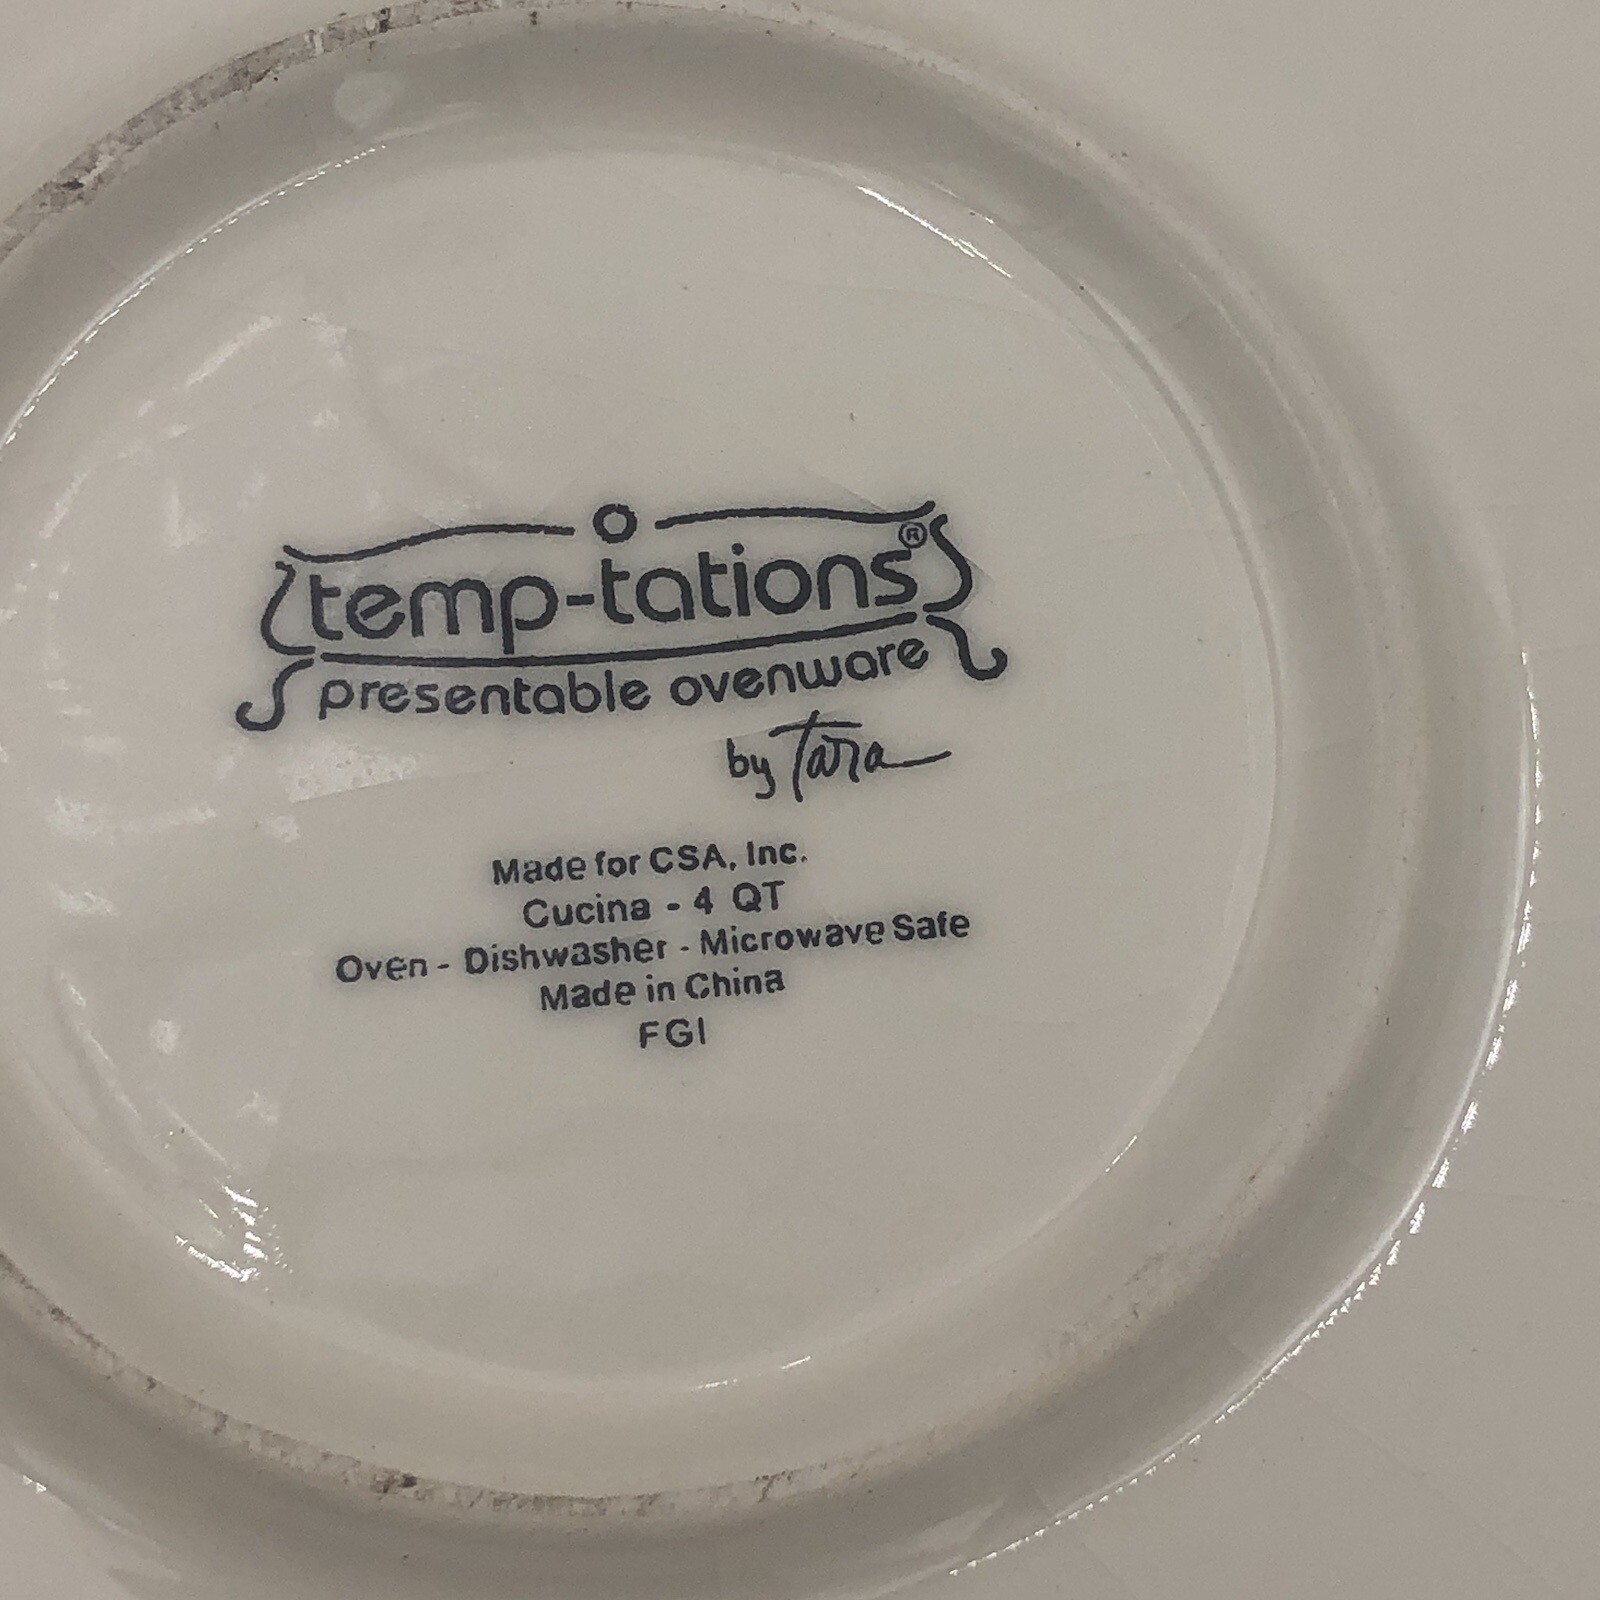 temp-tations®
presentable ovenware
by Tara
Made for CSA, Inc.
Cucina - 4 QT
Oven - Dishwasher - Microwave Safe
Made in China
FGI